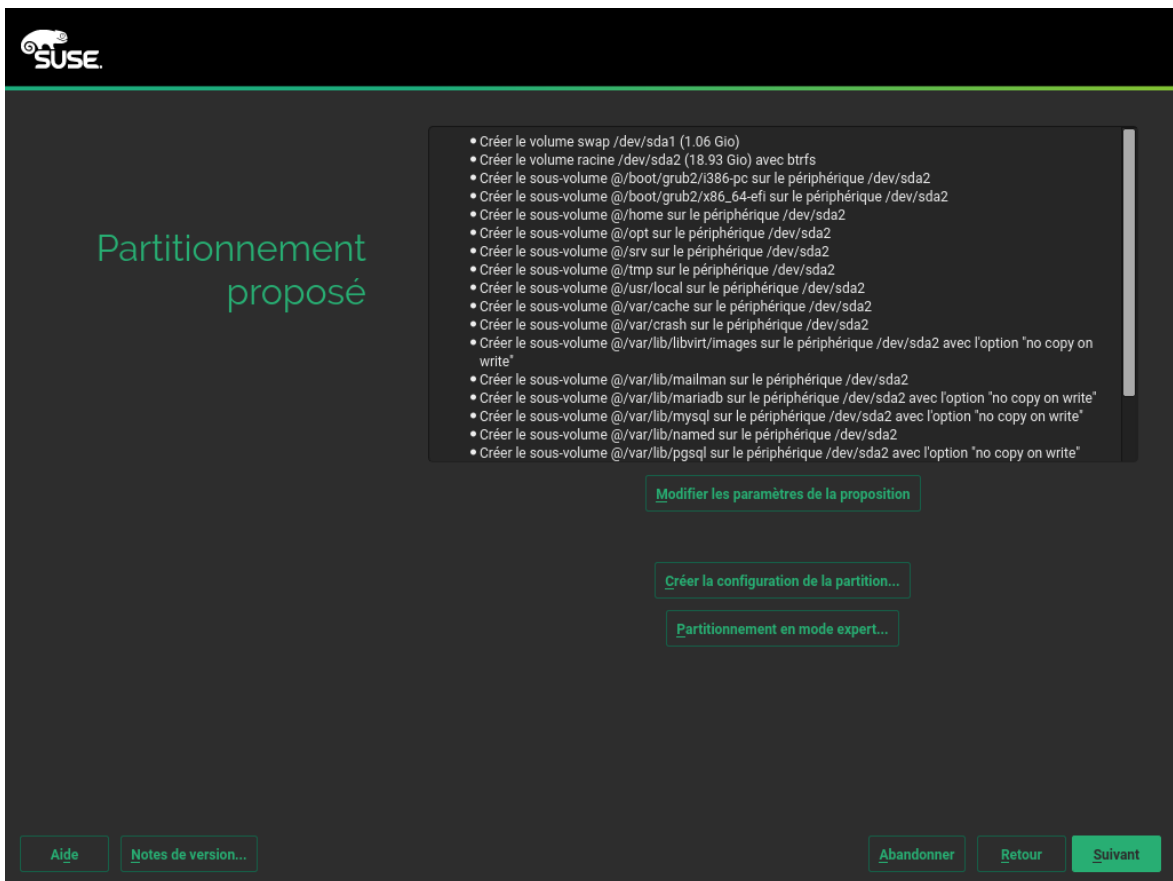 SUSE.
Partitionnement
proposé
• Créer le volume swap /dev/sda1 (1.06 Gio)
• Créer le volume racine /dev/sda2 (18.93 Gio) avec btrfs
• Créer le sous-volume @/boot/grub2/i386-pc sur le périphérique /dev/sda2
• Créer le sous-volume @/boot/grub2/x86_64-efi sur le périphérique /dev/sda2
• Créer le sous-volume @/home sur le périphérique /dev/sda2
• Créer le sous-volume @/opt sur le périphérique /dev/sda2
• Créer le sous-volume @/srv sur le périphérique /dev/sda2
• Créer le sous-volume @/tmp sur le périphérique /dev/sda2
• Créer le sous-volume @/usr/local sur le périphérique /dev/sda2
• Créer le sous-volume @/var/cache sur le périphérique /dev/sda2
• Créer le sous-volume @/var/crash sur le périphérique /dev/sda2
• Créer le sous-volume @/var/lib/libvirt/images sur le périphérique /dev/sda2 avec l'option "no copy on
write"
• Créer le sous-volume @/var/lib/mailman sur le périphérique /dev/sda2
• Créer le sous-volume @/var/lib/mariadb sur le périphérique /dev/sda2 avec l'option "no copy on write"
• Créer le sous-volume @/var/lib/mysql sur le périphérique /dev/sda2 avec l'option "no copy on write"
• Créer le sous-volume @/var/lib/named sur le périphérique /dev/sda2
• Créer le sous-volume @/var/lib/pgsql sur le périphérique /dev/sda2 avec l'option "no copy on write"
Modifier les paramètres de la proposition
Créer la configuration de la partition...
Partitionnement en mode expert...
Aide
Notes de version...
Abandonner
Retour
Suivant